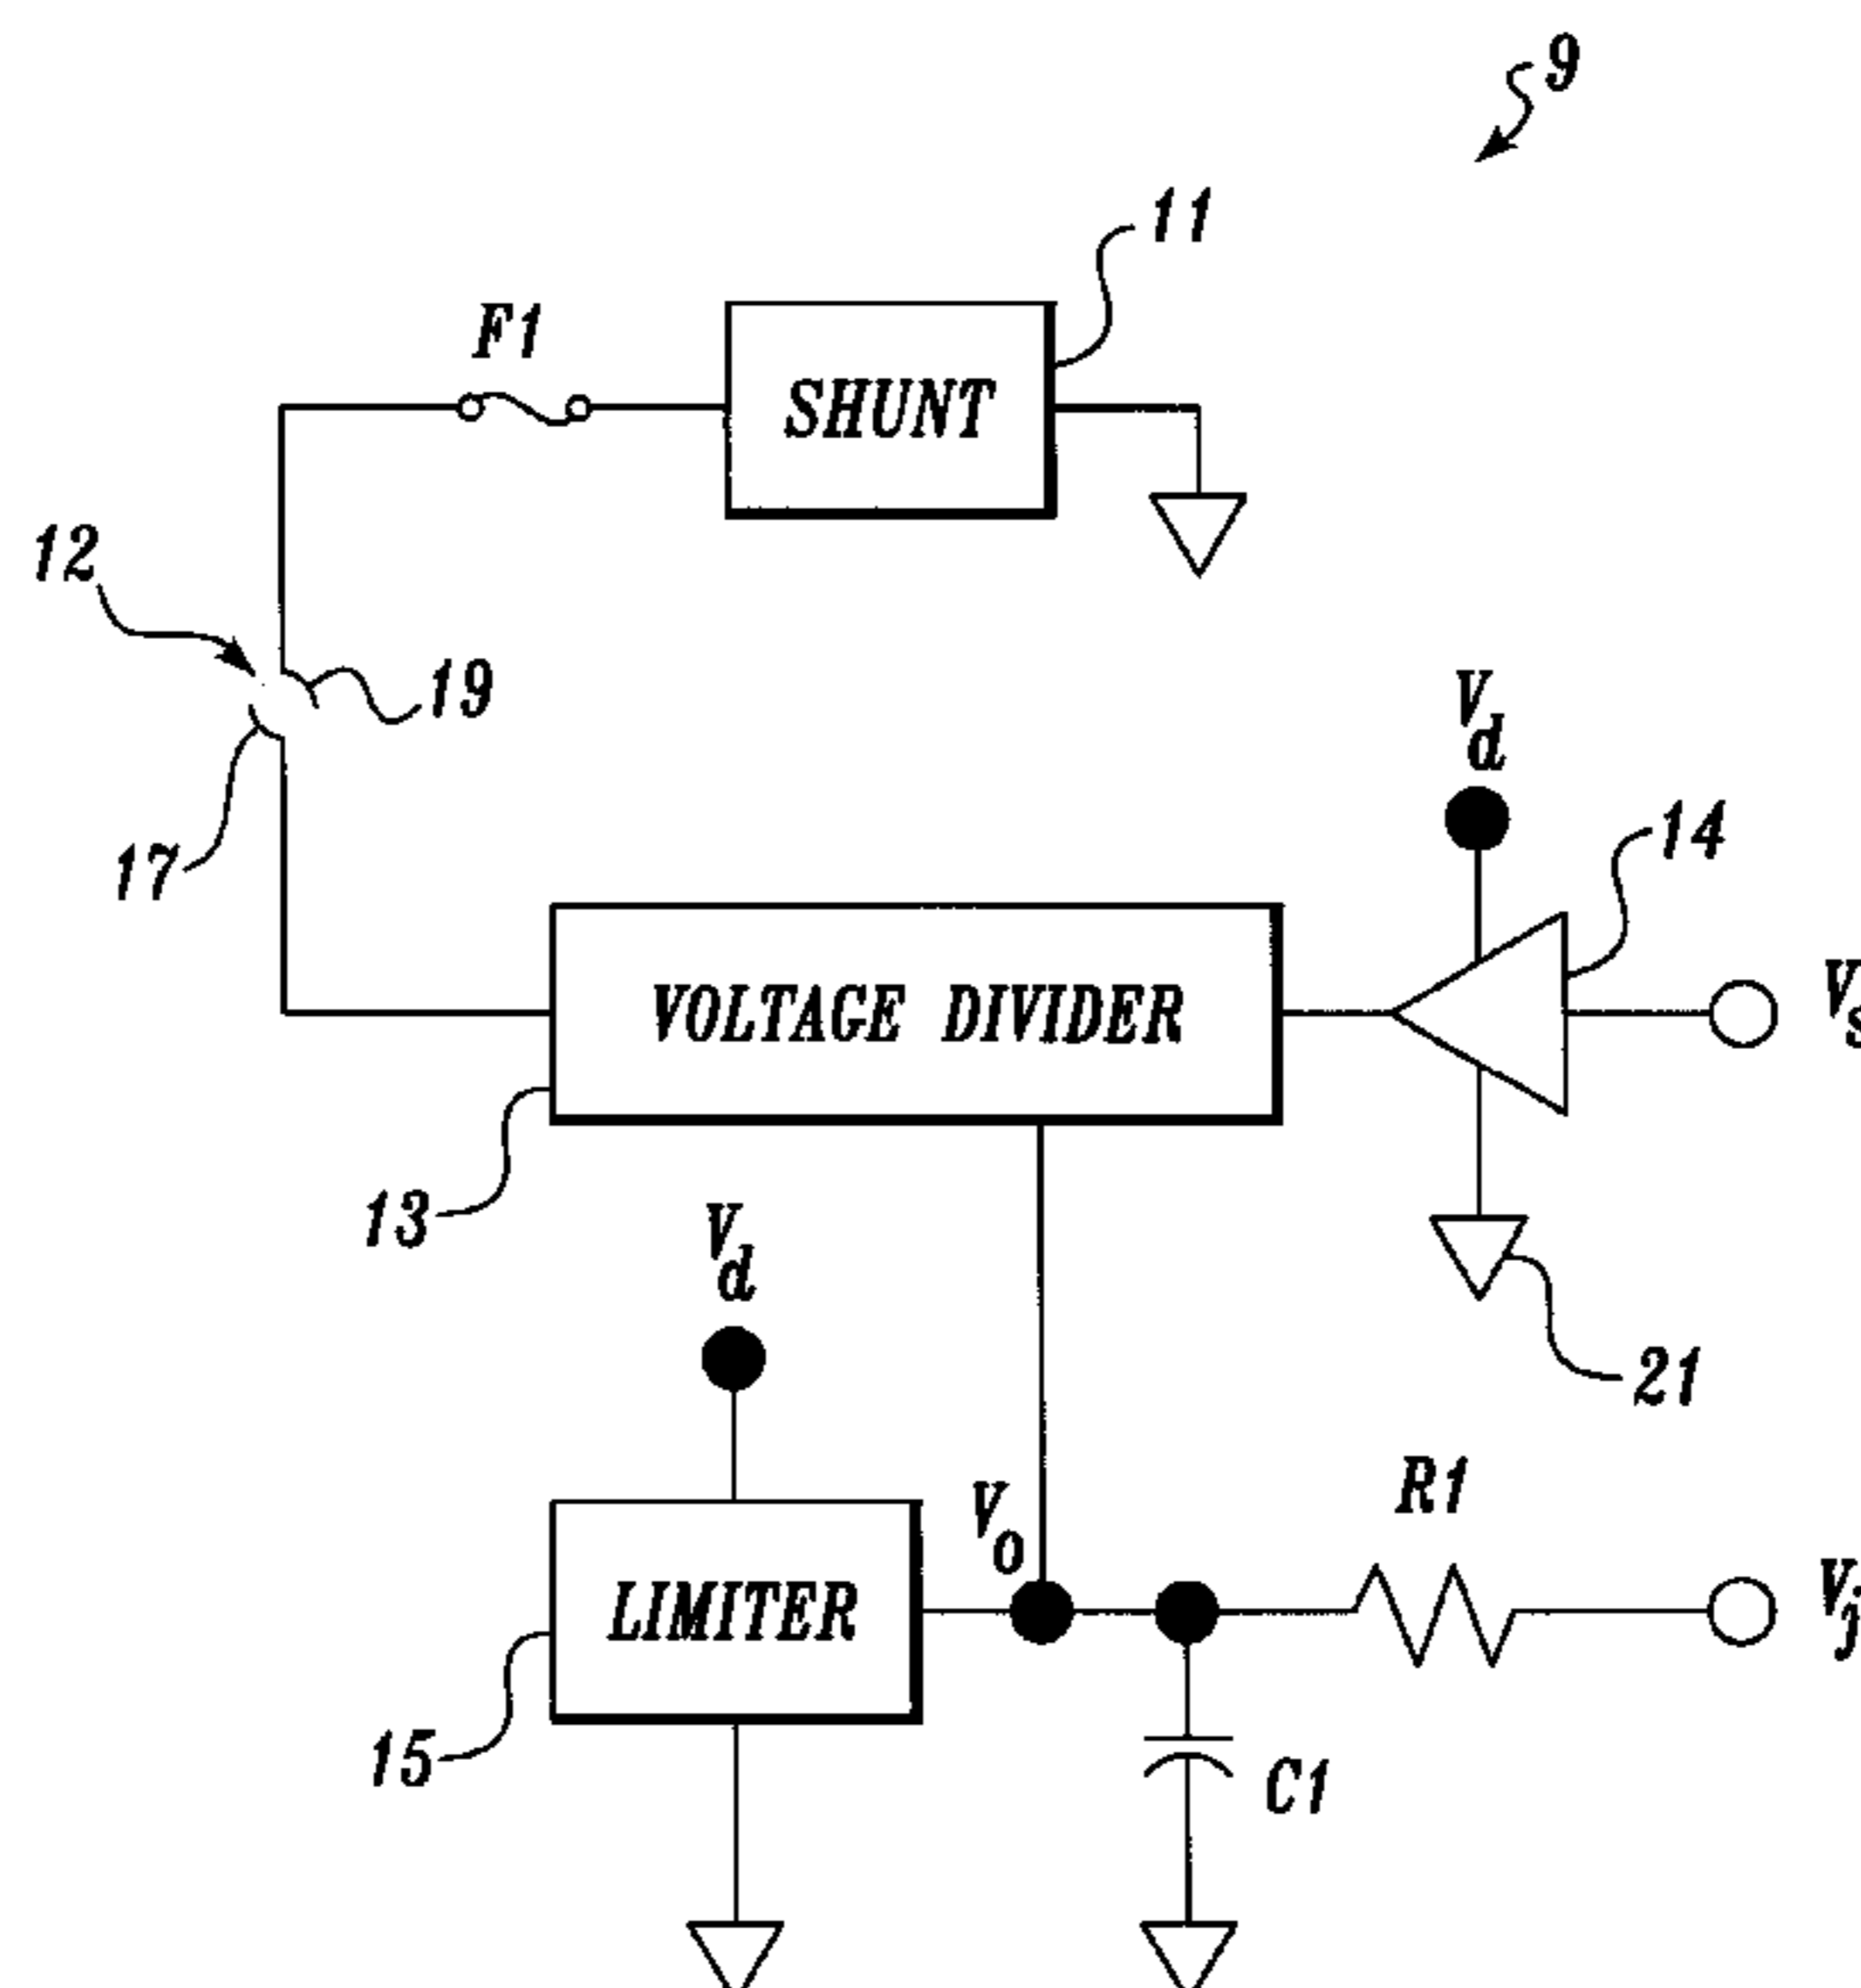 9
11
F1
SHUNT
12
19
V
d
17
14
V
VOLTAGE DIVIDER
13
V
d
21
R1
V
o
LIMITER
V
15
C1